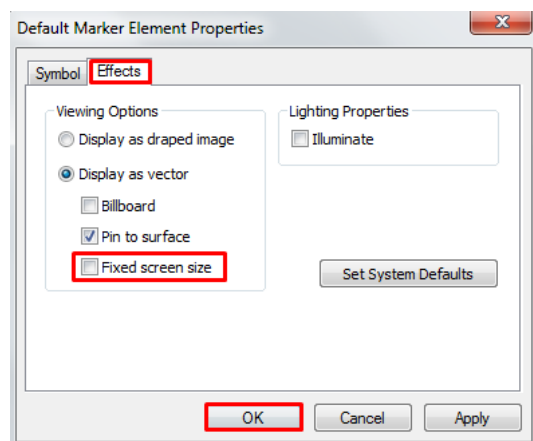 Default Marker Element Properties
Symbol Effects
Viewing Options
Display as draped image
Display as vector
Billboard
Pin to surface
Fixed screen size
Lighting Properties
Illuminate
Set System Defaults
OK Cancel Apply